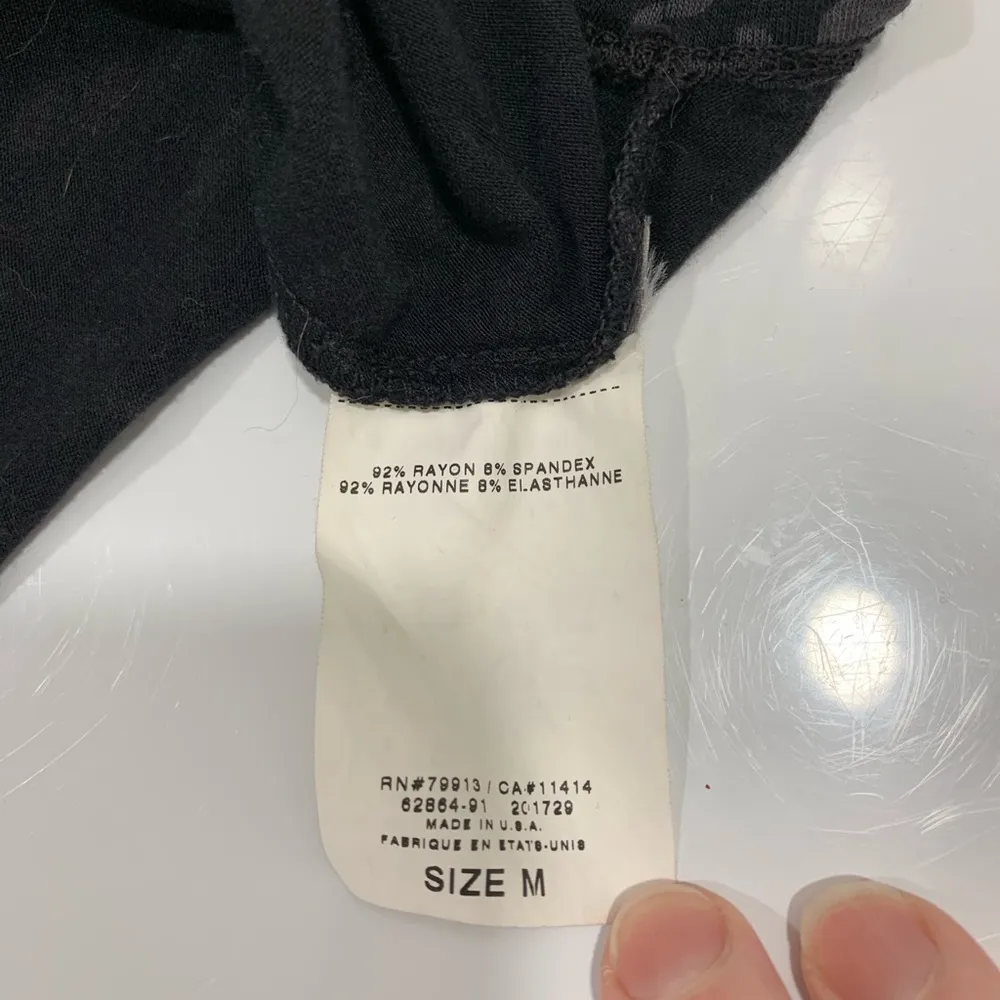 92% RAYON 8% SPANDEX
92% RAYONNE 8% ELASTHANNE
RN#79913 / CA#11414
62864-91 201729
MADE IN U.S.A.
FABRIQUE EN ETATS-UNIS
SIZE M